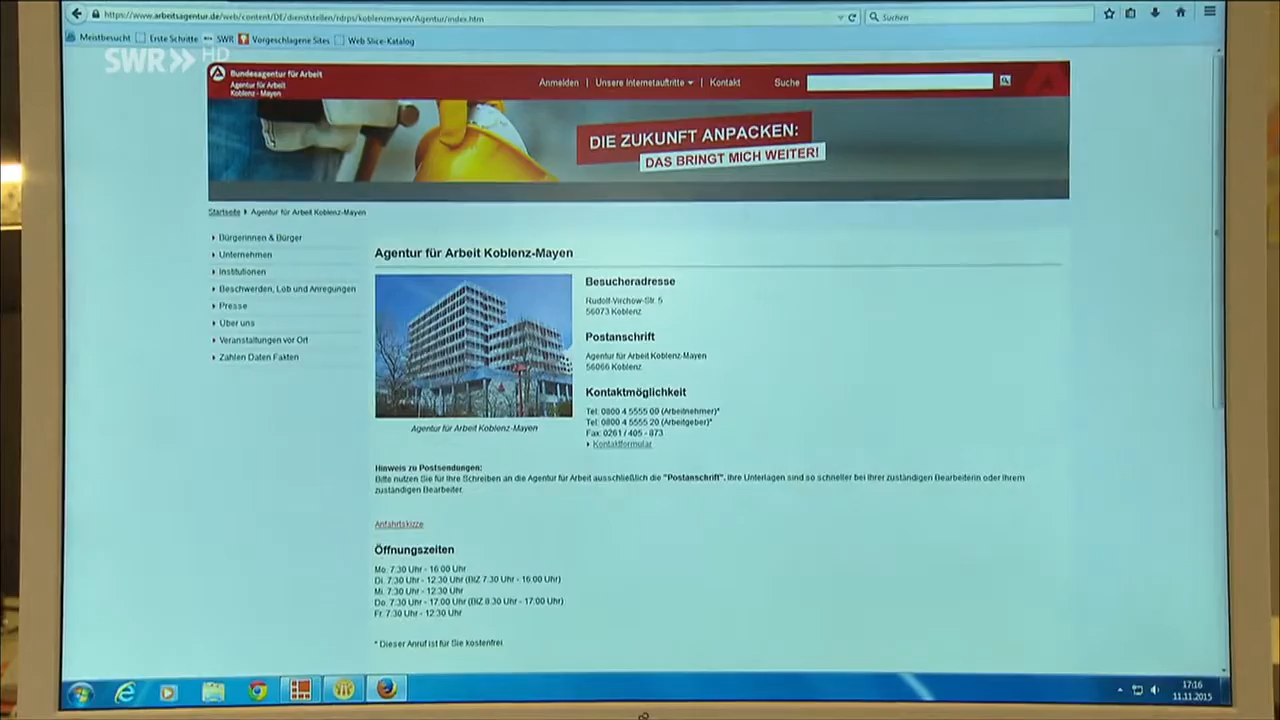 https://www.arbeitsagentur.de/web/content/DE/dienststellen/rdrps/koblenzmayen/Agentur/index.htm
Suchen
Meistbesucht
Erste Schritte
SWR
Vorgeschlagene Sites
Web Slice-Katalog
SWR» HD
Bundesagentur für Arbeit
Agentur für Arbeit
Koblenz - Mayen
Anmelden | Unsere Internetauftritte | Kontakt
Suche
DIE ZUKUNFT ANPACKEN:
DAS BRINGT MICH WEITER!
Startseite Agentur für Arbeit Koblenz-Mayen
Bürgerinnen & Bürger
Unternehmen
Institutionen
Beschwerden, Lob und Anregungen
Presse
Über uns
Veranstaltungen vor Ort
Zahlen Daten Fakten
Agentur für Arbeit Koblenz-Mayen
Agentur für Arbeit Koblenz-Mayen
Besucheradresse
Rudolf-Virchow-Str. 5
56073 Koblenz
Postanschrift
Agentur für Arbeit Koblenz-Mayen
56066 Koblenz
Kontaktmöglichkeit
Tel: 0800 4 5555 00 (Arbeitnehmer)*
Tel: 0800 4 5555 20 (Arbeitgeber)*
Fax: 0261 / 405 - 873
Kontaktformular
Hinweis zu Postsendungen:
Bitte nutzen Sie für Ihre Schreiben an die Agentur für Arbeit ausschließlich die "Postanschrift". Ihre Unterlagen sind so schneller bei Ihrer zuständigen Bearbeiterin oder Ihrem
zuständigen Bearbeiter.
Anfahrtskizze
Öffnungszeiten
Mo. 7:30 Uhr - 16:00 Uhr
Di. 7:30 Uhr - 12:30 Uhr (BIZ 7:30 Uhr - 16:00 Uhr)
Mi. 7:30 Uhr - 12:30 Uhr
Do. 7:30 Uhr - 17:00 Uhr (BIZ 8:30 Uhr - 17:00 Uhr)
Fr. 7:30 Uhr - 12:30 Uhr
* Dieser Anruf ist für Sie kostenfrei.
17:16
11.11.2015